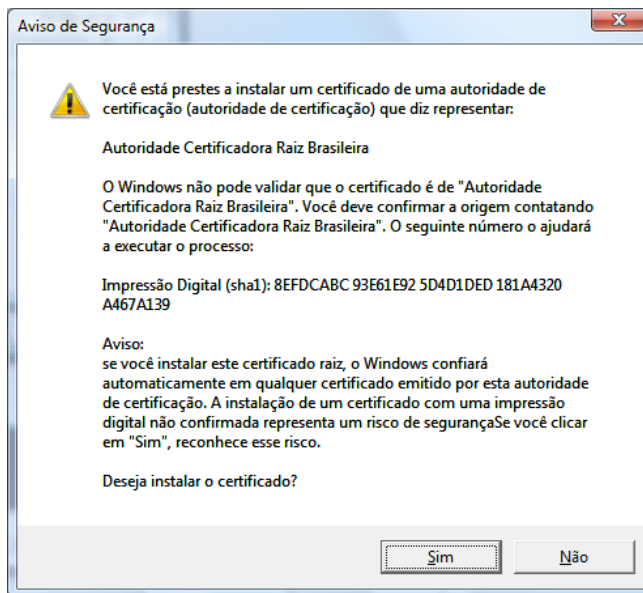 Aviso de Segurança
Você está prestes a instalar um certificado de uma autoridade de
certificação (autoridade de certificação) que diz representar:
Autoridade Certificadora Raiz Brasileira
O Windows não pode validar que o certificado é de "Autoridade
Certificadora Raiz Brasileira". Você deve confirmar a origem contatando
"Autoridade Certificadora Raiz Brasileira". O seguinte número o ajudará
a executar o processo:
Impressão Digital (sha1): 8EFDCABC 93E61E92 5D4D1DED 181A4320
A467A139
Aviso:
se você instalar este certificado raiz, o Windows confiará
automaticamente em qualquer certificado emitido por esta autoridade
de certificação. A instalação de um certificado com uma impressão
digital não confirmada representa um risco de segurançaSe você clicar
em "Sim", reconhece esse risco.
Deseja instalar o certificado?
Sim Não